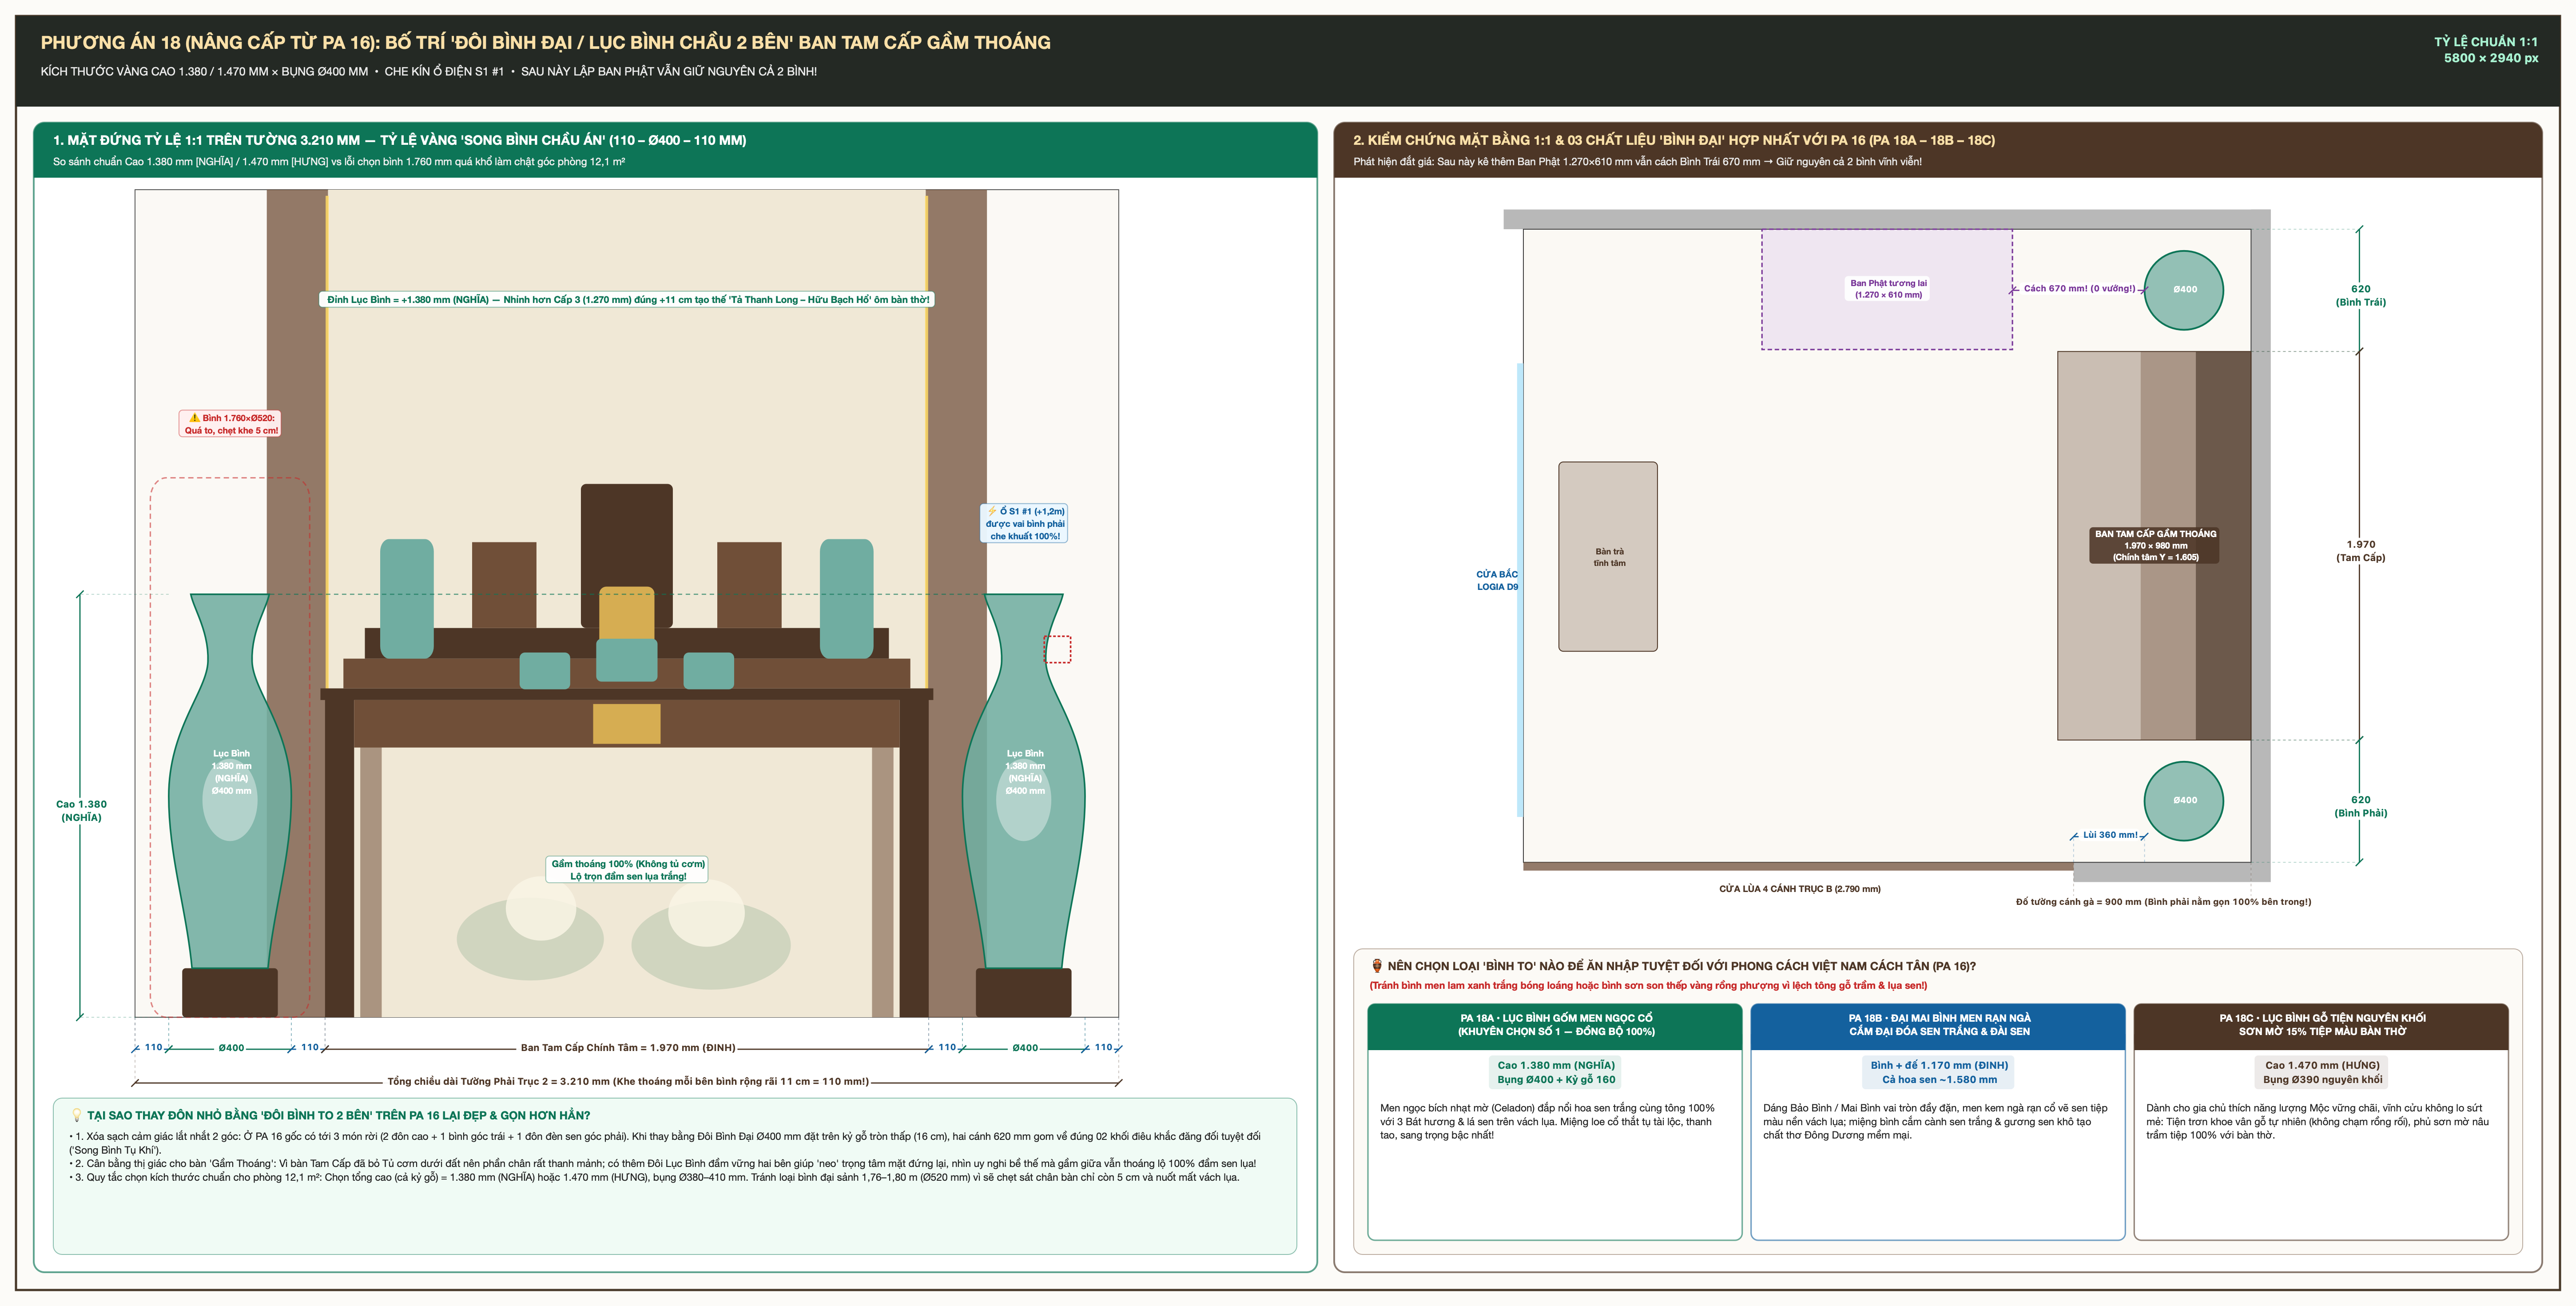 PHƯƠNG ÁN 18 (NÂNG CẤP TỪ PA 16): BỐ TRÍ 'ĐÔI BÌNH ĐẠI / LỤC BÌNH CHẦU 2 BÊN' BAN TAM CẤP GẦM THOÁNG
KÍCH THƯỚC VÀNG CAO 1.380 / 1.470 MM × BỤNG Ø400 MM • CHE KÍN Ổ ĐIỆN S1 #1 • SAU NÀY LẬP BAN PHẬT VẪN GIỮ NGUYÊN CẢ 2 BÌNH!
TỶ LỆ CHUẨN 1:1
5800 × 2940 px
1. MẶT ĐỨNG TỶ LỆ 1:1 TRÊN TƯỜNG 3.210 MM — TỶ LỆ VÀNG 'SONG BÌNH CHẦU ÁN' (110 – Ø400 – 110 MM)
So sánh chuẩn Cao 1.380 mm [NGHĨA] / 1.470 mm [HƯNG] vs lỗi chọn bình 1.760 mm quá khổ làm chật góc phòng 12,1 m²
Đỉnh Lục Bình = +1.380 mm (NGHĨA) — Nhỉnh hơn Cấp 3 (1.270 mm) đúng +11 cm tạo thế 'Tả Thanh Long – Hữu Bạch Hổ' ôm bàn thờ!
⚠️ Bình 1.760×Ø520:
Quá to, chẹt khe 5 cm!
⚡ Ổ S1 #1 (+1,2m)
được vai bình phải
che khuất 100%!
Lục Bình
1.380 mm
(NGHĨA)
Ø400 mm
Lục Bình
1.380 mm
(NGHĨA)
Ø400 mm
Cao 1.380
(NGHĨA)
Gầm thoáng 100% (Không tủ cơm)
Lộ trọn đầm sen lụa trắng!
110
Ø400
110
Ban Tam Cấp Chính Tâm = 1.970 mm (ĐINH)
110
Ø400
110
Tổng chiều dài Tường Phải Trục 2 = 3.210 mm (Khe thoáng mỗi bên bình rộng rãi 11 cm = 110 mm!)
💡 TẠI SAO THAY ĐÔN NHỎ BẰNG 'ĐÔI BÌNH TO 2 BÊN' TRÊN PA 16 LẠI ĐẸP & GỌN HƠN HẲN?
• 1. Xóa sạch cảm giác lắt nhắt 2 góc: Ở PA 16 gốc có tới 3 món rời (2 đôn cao + 1 bình góc trái + 1 đôn đèn sen góc phải). Khi thay bằng Đôi Bình Đại Ø400 mm đặt trên kỷ gỗ tròn thấp (16 cm), hai cánh 620 mm gom về đúng 02 khối điêu khắc đăng đối tuyệt đối
('Song Bình Tụ Khí').
• 2. Cân bằng thị giác cho bàn 'Gầm Thoáng': Vì bàn Tam Cấp đã bỏ Tủ cơm dưới đất nên phần chân rất thanh mảnh; có thêm Đôi Lục Bình đầm vững hai bên giúp 'neo' trọng tâm mặt đứng lại, nhìn uy nghi bề thế mà gầm giữa vẫn thoáng lộ 100% đầm sen lụa!
• 3. Quy tắc chọn kích thước chuẩn cho phòng 12,1 m²: Chọn tổng cao (cả kỷ gỗ) = 1.380 mm (NGHĨA) hoặc 1.470 mm (HƯNG), bụng Ø380–410 mm. Tránh loại bình đại sảnh 1,76–1,80 m (Ø520 mm) vì sẽ chẹt sát chân bàn chỉ còn 5 cm và nuốt mất vách lụa.
2. KIỂM CHỨNG MẶT BẰNG 1:1 & 03 CHẤT LIỆU 'BÌNH ĐẠI' HỢP NHẤT VỚI PA 16 (PA 18A – 18B – 18C)
Phát hiện đắt giá: Sau này kê thêm Ban Phật 1.270×610 mm vẫn cách Bình Trái 670 mm → Giữ nguyên cả 2 bình vĩnh viễn!
Ban Phật tương lai
(1.270 × 610 mm)
Cách 670 mm! (0 vướng!)
Ø400
620
(Bình Trái)
BAN TAM CẤP GẦM THOÁNG
1.970 × 980 mm
(Chính tâm Y = 1.605)
1.970
(Tam Cấp)
Bàn trà
tĩnh tâm
CỬA BẮC
LOGIA D9
Ø400
620
(Bình Phải)
Lùi 360 mm!
CỬA LÙA 4 CÁNH TRỤC B (2.790 mm)
Đố tường cánh gà = 900 mm (Bình phải nằm gọn 100% bên trong!)
🏺 NÊN CHỌN LOẠI 'BÌNH TO' NÀO ĐỂ ĂN NHẬP TUYỆT ĐỐI VỚI PHONG CÁCH VIỆT NAM CÁCH TÂN (PA 16)?
(Tránh bình men lam xanh trắng bóng loáng hoặc bình sơn son thếp vàng rồng phượng vì lệch tông gỗ trầm & lụa sen!)
PA 18A · LỤC BÌNH GỐM MEN NGỌC CỔ
(KHUYÊN CHỌN SỐ 1 — ĐỒNG BỘ 100%)
Cao 1.380 mm (NGHĨA)
Bụng Ø400 + Kỷ gỗ 160
Men ngọc bích nhạt mờ (Celadon) đắp nổi hoa sen trắng cùng tông 100%
với 3 Bát hương & lá sen trên vách lụa. Miệng loe cổ thắt tụ tài lộc, thanh
tao, sang trọng bậc nhất!
PA 18B · ĐẠI MAI BÌNH MEN RẠN NGÀ
CẮM ĐẠI ĐÓA SEN TRẮNG & ĐÀI SEN
Bình + đế 1.170 mm (ĐINH)
Cả hoa sen ~1.580 mm
Dáng Bảo Bình / Mai Bình vai tròn đầy đặn, men kem ngà rạn cổ vẽ sen tiệp
màu nền vách lụa; miệng bình cắm cành sen trắng & gương sen khô tạo
chất thơ Đông Dương mềm mại.
PA 18C · LỤC BÌNH GỖ TIỆN NGUYÊN KHỐI
SƠN MỜ 15% TIỆP MÀU BÀN THỜ
Cao 1.470 mm (HƯNG)
Bụng Ø390 nguyên khối
Dành cho gia chủ thích năng lượng Mộc vững chãi, vĩnh cửu không lo sứt
mẻ: Tiện trơn khoe vân gỗ tự nhiên (không chạm rồng rối), phủ sơn mờ nâu
trầm tiệp 100% với bàn thờ.